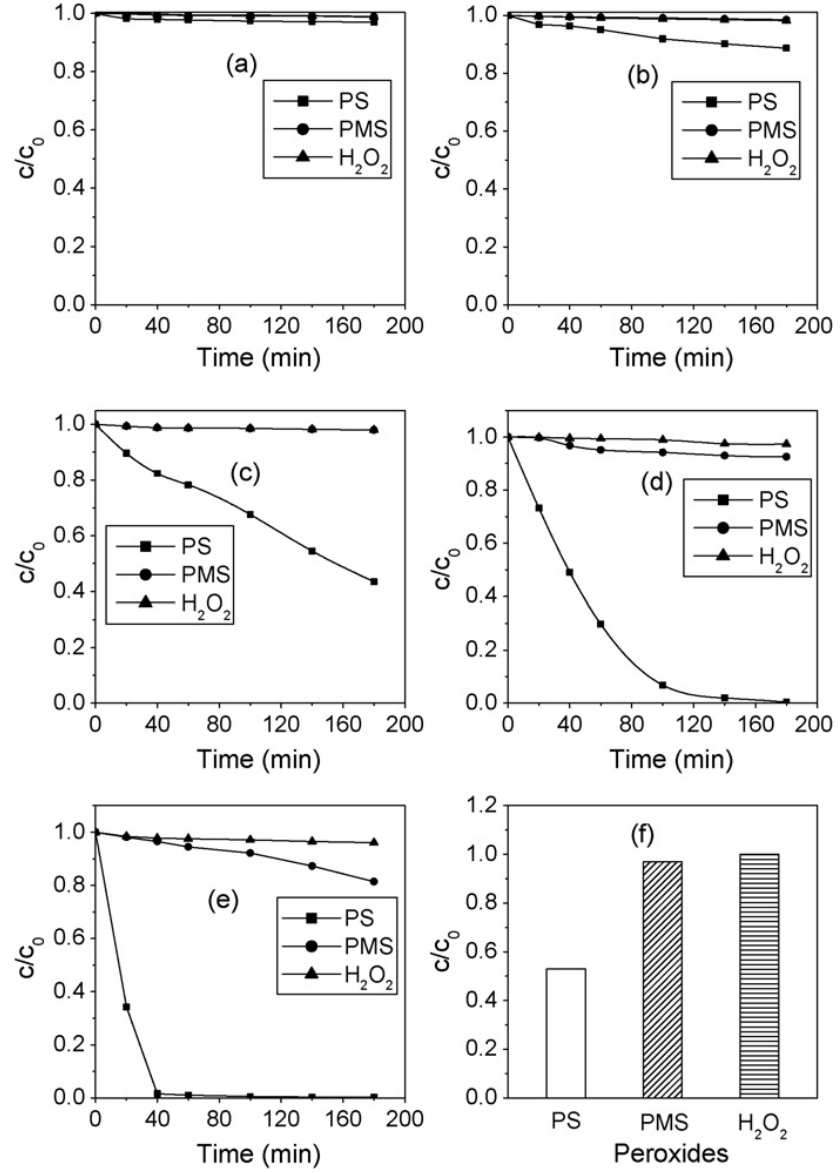 1.0
0.8
0.6
0.4
0.2
0.0
c/c₀
(a)
PS
PMS
H₂O₂
0 40 80 120 160 200
Time (min)
1.0
0.8
0.6
0.4
0.2
0.0
c/c₀
(b)
PS
PMS
H₂O₂
0 40 80 120 160 200
Time (min)
1.0
0.8
0.6
0.4
0.2
0.0
c/c₀
(c)
PS
PMS
H₂O₂
0 40 80 120 160 200
Time (min)
1.0
0.8
0.6
0.4
0.2
0.0
c/c₀
(d)
PS
PMS
H₂O₂
0 40 80 120 160 200
Time (min)
1.0
0.8
0.6
0.4
0.2
0.0
c/c₀
(e)
PS
PMS
H₂O₂
0 40 80 120 160 200
Time (min)
1.2
1.0
0.8
0.6
0.4
0.2
0.0
c/c₀
(f)
PS PMS H₂O₂
Peroxides